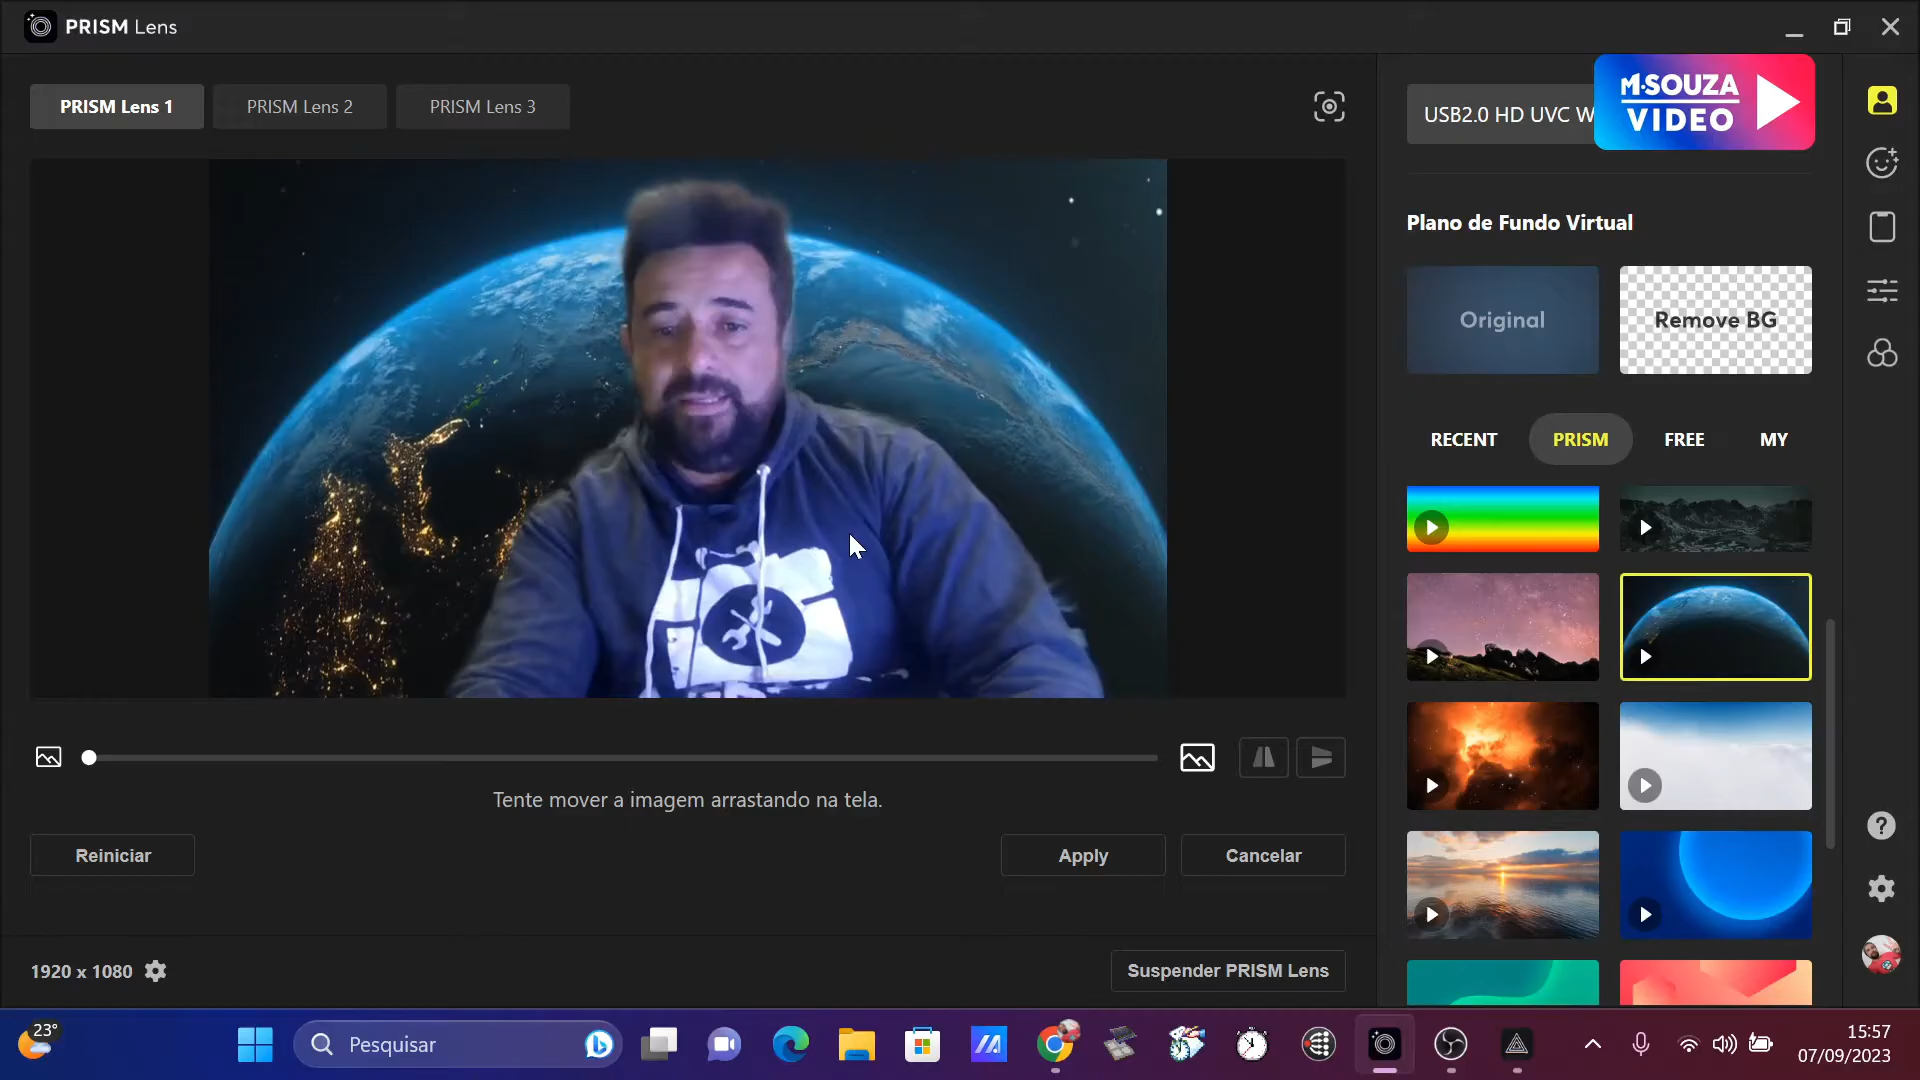 PRISM Lens
PRISM Lens 1
PRISM Lens 2
PRISM Lens 3
USB2.0 HD UVC W
M·SOUZA
VIDEO
Plano de Fundo Virtual
Original
Remove BG
RECENT
PRISM
FREE
MY
Tente mover a imagem arrastando na tela.
Reiniciar
Apply
Cancelar
1920 x 1080
Suspender PRISM Lens
23°
Pesquisar
15:57
07/09/2023